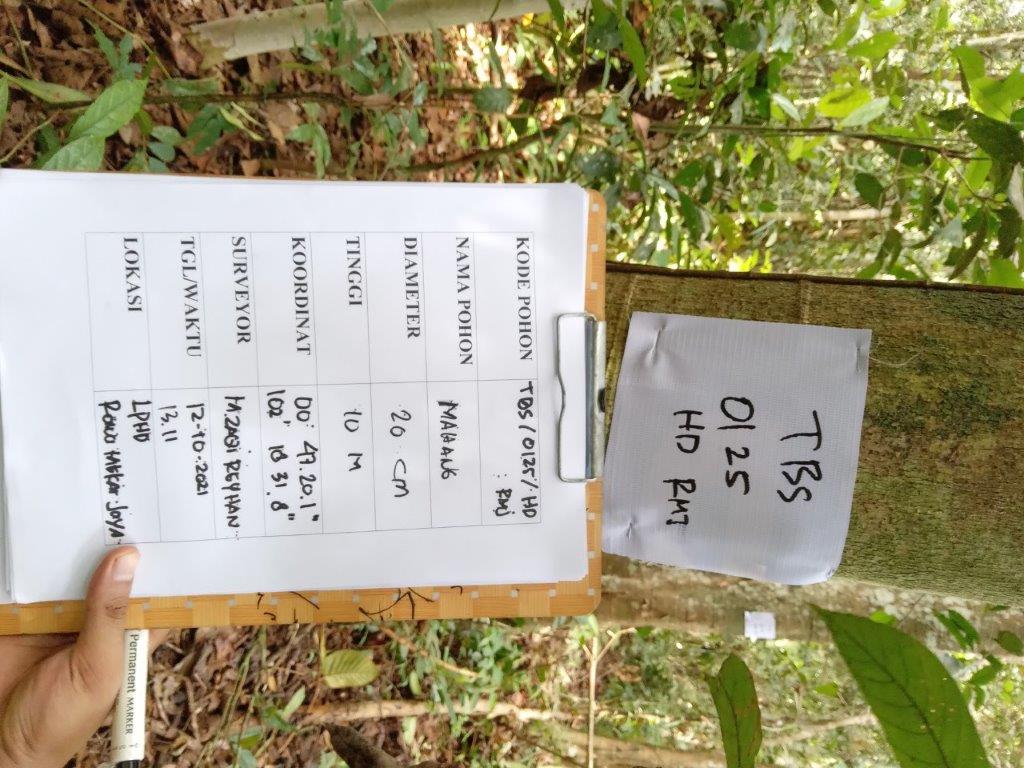 TBS
0125
HD RMJ
KODE POHON TBS/0125/HD
: RMJ
NAMA POHON MAHANG
DIAMETER 20 CM
TINGGI 10 M
KOORDINAT 00° 47.20.1"
102° 18 31.8"
SURVEYOR M.ZAQI REYHAN
TGL/WAKTU 12-10-2021
13.11
LOKASI LPHD
ROWO MEKAR JAYA
Permanent MARKER